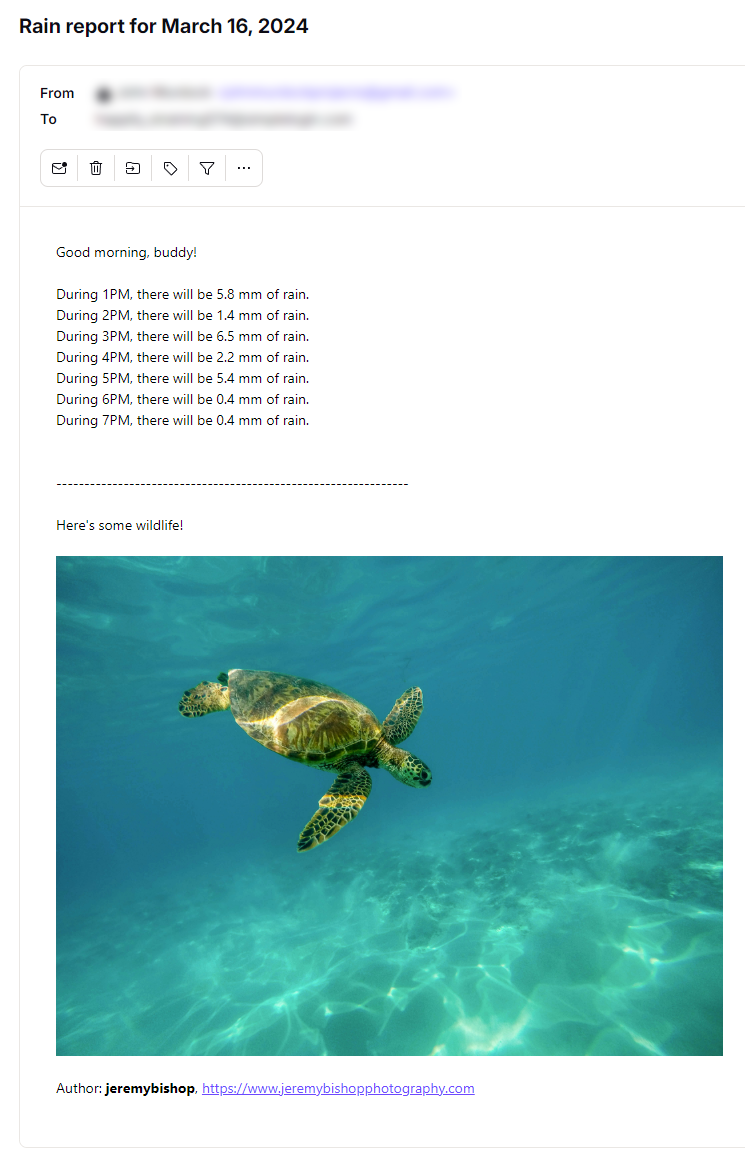 Rain report for March 16, 2024
From
To
Good morning, buddy!
During 1PM, there will be 5.8 mm of rain.
During 2PM, there will be 1.4 mm of rain.
During 3PM, there will be 6.5 mm of rain.
During 4PM, there will be 2.2 mm of rain.
During 5PM, there will be 5.4 mm of rain.
During 6PM, there will be 0.4 mm of rain.
During 7PM, there will be 0.4 mm of rain.
----------------------------------------------------------------
Here's some wildlife!
Author: jeremybishop, https://www.jeremybishopphotography.com